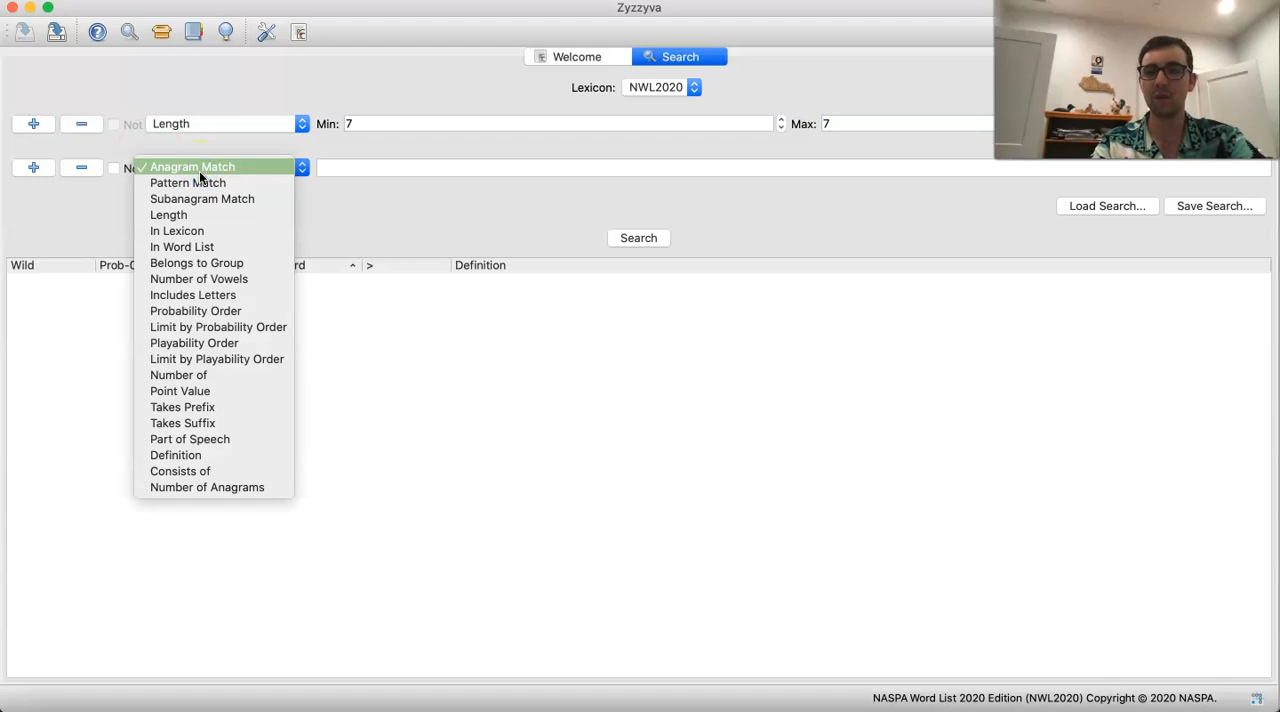 Zyzzyva
Welcome
Search
Lexicon: NWL2020
Not Length Min: 7 Max: 7
Anagram Match
Pattern Match
Subanagram Match
Length
In Lexicon
In Word List
Belongs to Group
Number of Vowels
Includes Letters
Probability Order
Limit by Probability Order
Playability Order
Limit by Playability Order
Number of
Point Value
Takes Prefix
Takes Suffix
Part of Speech
Definition
Consists of
Number of Anagrams
Load Search... Save Search...
Search
Wild > Definition
NASPA Word List 2020 Edition (NWL2020) Copyright © 2020 NASPA.